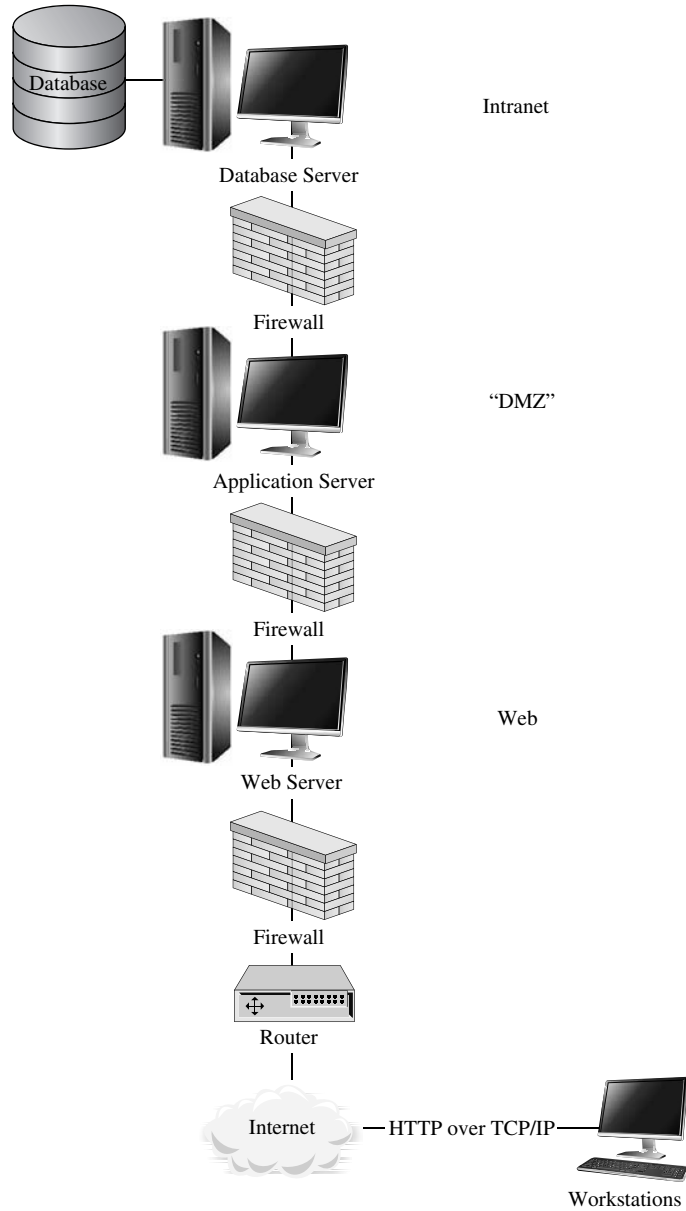 Database
Intranet
Database Server
Firewall
“DMZ”
Application Server
Firewall
Web
Web Server
Firewall
Router
Internet
HTTP over TCP/IP
Workstations